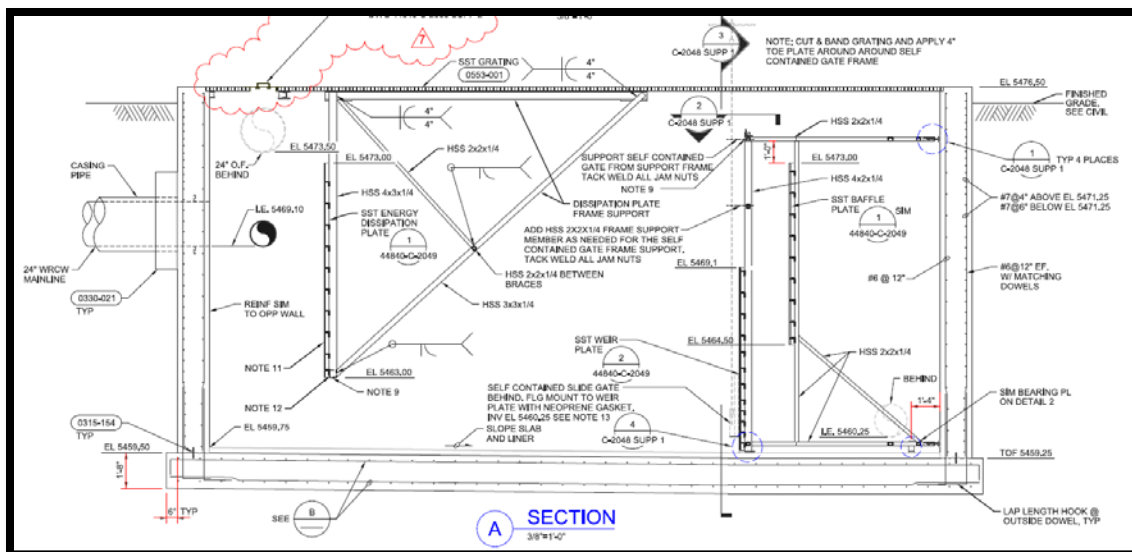 3/8"=1'-0"
7
SST GRATING
0553-001
4"
4"
3
C-2048 SUPP 1
NOTE; CUT & BAND GRATING AND APPLY 4"
TOE PLATE AROUND AROUND SELF
CONTAINED GATE FRAME
EL 5476,50
FINISHED
GRADE,
SEE CIVIL
4"
4"
2
C-2048 SUPP 1
HSS 2x2x1/4
24" O.F.
BEHIND
EL 5473,50
EL 5473,00
HSS 2x2x1/4
SUPPORT SELF CONTAINED
GATE FROM SUPPORT FRAME
TACK WELD ALL JAM NUTS
NOTE 9
1'-0"
EL 5473,00
1
C-2048 SUPP 1
TYP 4 PLACES
CASING
PIPE
HSS 4x3x1/4
HSS 4x2x1/4
DISSIPATION PLATE
FRAME SUPPORT
SST ENERGY
DISSIPATION
PLATE
1
44840-C-2049
SST BAFFLE
PLATE
1
44840-C-2049
SIM
#7@4" ABOVE EL 5471,25
#7@6" BELOW EL 5471,25
I.E. 5469,10
ADD HSS 2X2X1/4 FRAME SUPPORT
MEMBER AS NEEDED FOR THE SELF
CONTAINED GATE FRAME SUPPORT,
TACK WELD ALL JAM NUTS
24" WRCW
MAINLINE
EL 5469,1
HSS 2x2x1/4 BETWEEN
BRACES
#6 @ 12"
#6@12" EF,
W/ MATCHING
DOWELS
0330-021
TYP
REINF SIM
TO OPP WALL
HSS 3x3x1/4
SST WEIR
PLATE
2
44840-C-2049
EL 5464,50
HSS 2x2x1/4
NOTE 11
EL 5463,00
NOTE 9
BEHIND
NOTE 12
SELF CONTAINED SLIDE GATE
BEHIND. FLG MOUNT TO WEIR
PLATE WITH NEOPRENE GASKET,
INV EL 5460,25 SEE NOTE 13
SIM BEARING PL
ON DETAIL 2
1'-4"
0315-154
TYP
EL 5459,75
SLOPE SLAB
AND LINER
4
C-2048 SUPP 1
I.E. 5460,25
EL 5459,50
TOF 5459,25
1'-8"
6" TYP
SEE
B
LAP LENGTH HOOK @
OUTSIDE DOWEL, TYP
A
SECTION
3/8"=1'-0"